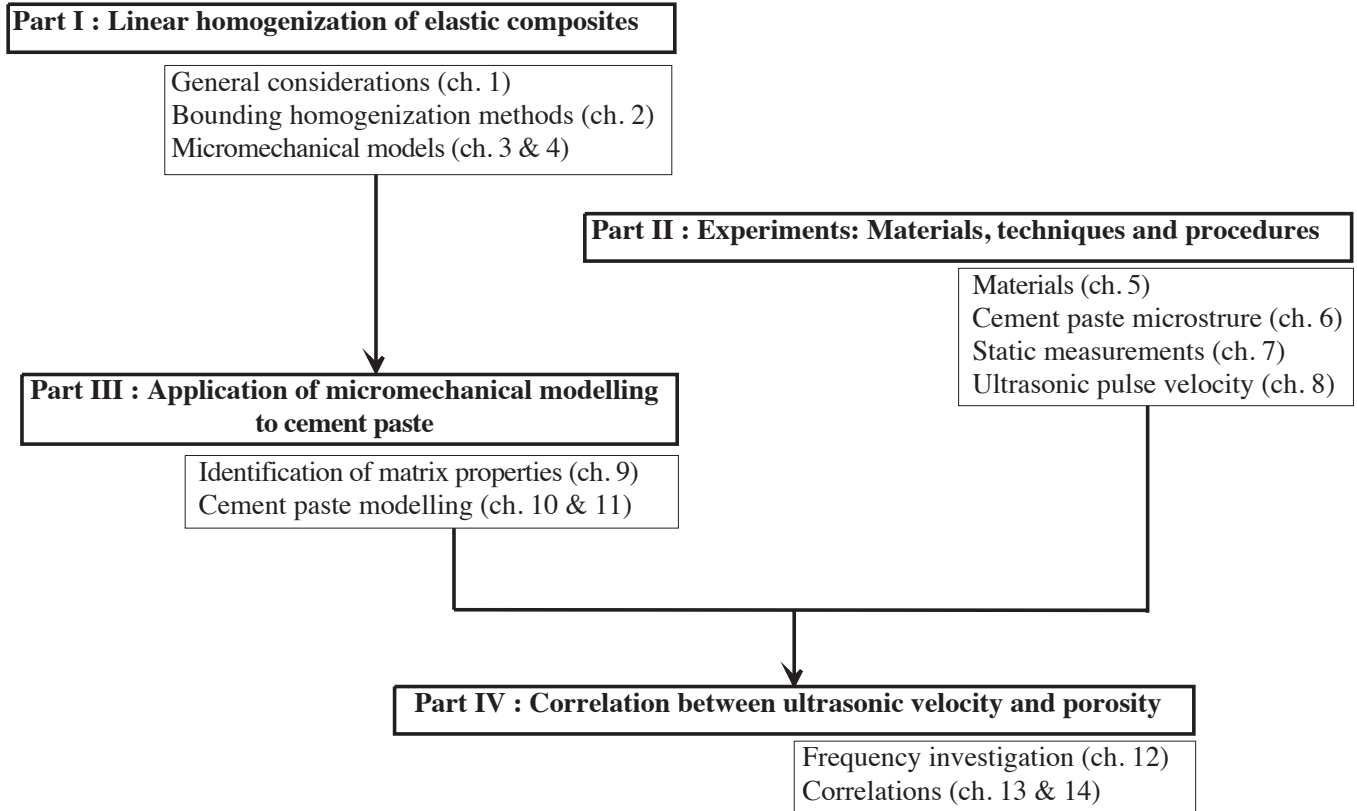 Part I : Linear homogenization of elastic composites
General considerations (ch. 1)
Bounding homogenization methods (ch. 2)
Micromechanical models (ch. 3 & 4)
Part II : Experiments: Materials, techniques and procedures
Materials (ch. 5)
Cement paste microstrure (ch. 6)
Static measurements (ch. 7)
Ultrasonic pulse velocity (ch. 8)
Part III : Application of micromechanical modelling
to cement paste
Identification of matrix properties (ch. 9)
Cement paste modelling (ch. 10 & 11)
Part IV : Correlation between ultrasonic velocity and porosity
Frequency investigation (ch. 12)
Correlations (ch. 13 & 14)